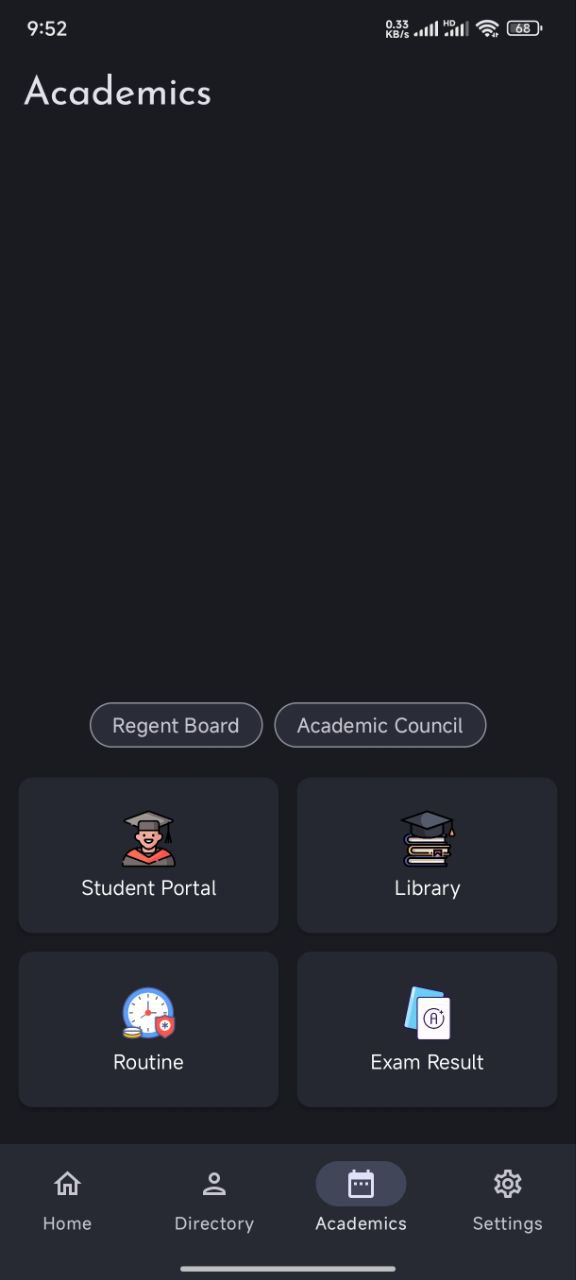 9:52
0.33
KB/s
HD
68
Academics
Regent Board
Academic Council
Student Portal
Library
Routine
A+
Exam Result
Home
Directory
Academics
Settings